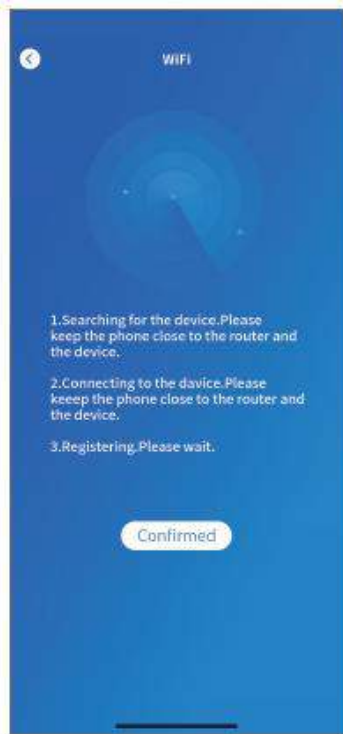 WiFi
1.Searching for the device.Please
keep the phone close to the router and
the device.
2.Connecting to the davice.Please
keeep the phone close to the router and
the device.
3.Registering.Please wait.
Confirmed